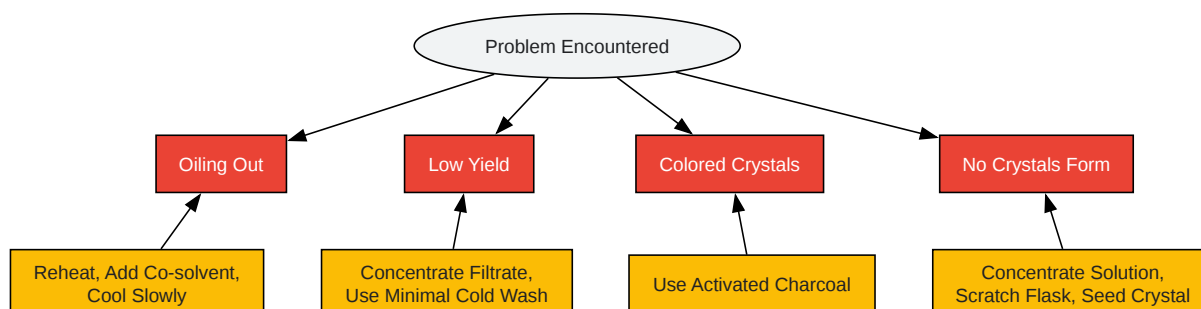 Problem Encountered
Oiling Out
Low Yield
Colored Crystals
No Crystals Form
Reheat, Add Co-solvent,
Cool Slowly
Concentrate Filtrate,
Use Minimal Cold Wash
Use Activated Charcoal
Concentrate Solution,
Scratch Flask, Seed Crystal